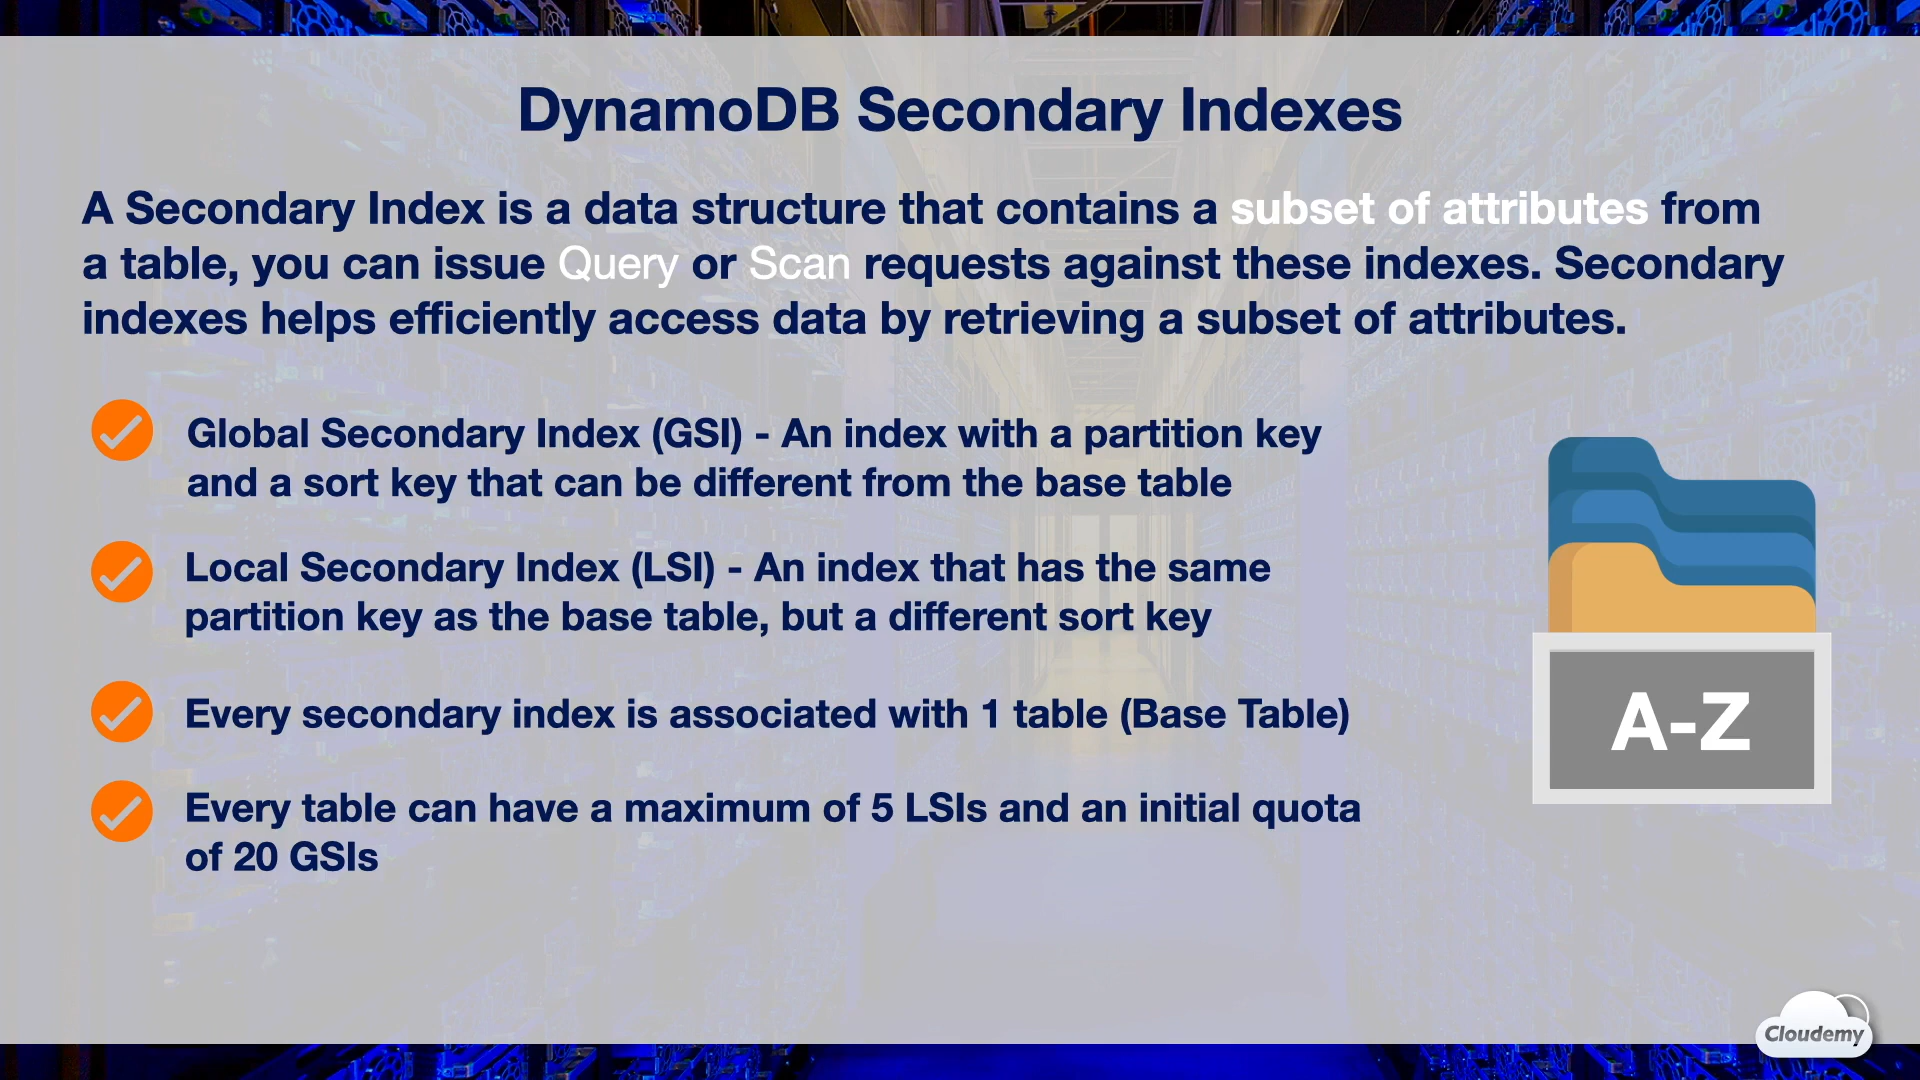 DynamoDB Secondary Indexes
A Secondary Index is a data structure that contains a subset of attributes from
a table, you can issue Query or Scan requests against these indexes. Secondary
indexes helps efficiently access data by retrieving a subset of attributes.
Global Secondary Index (GSI) - An index with a partition key
and a sort key that can be different from the base table
Local Secondary Index (LSI) - An index that has the same
partition key as the base table, but a different sort key
Every secondary index is associated with 1 table (Base Table)
Every table can have a maximum of 5 LSIs and an initial quota
of 20 GSIs
A-Z
Cloudemy